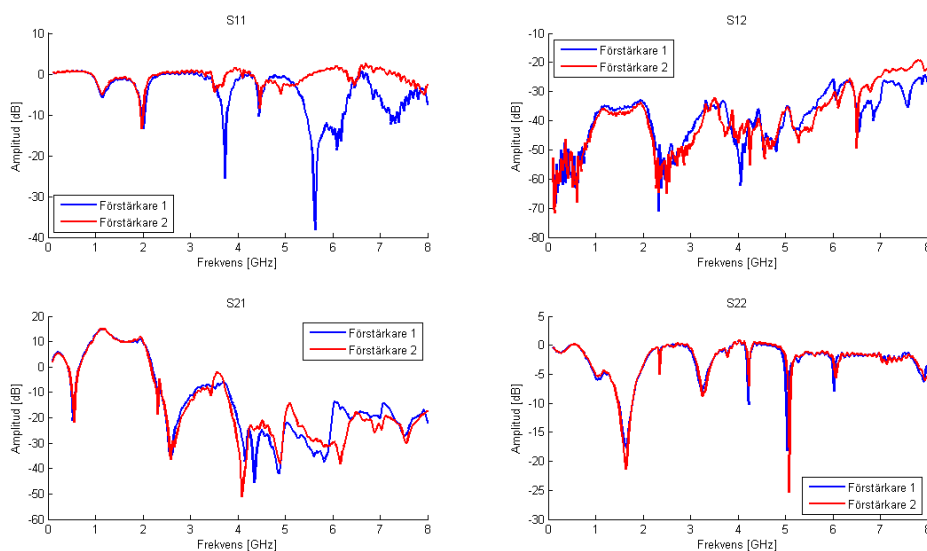 S11
10
0
-10
-20
-30
-40
0 1 2 3 4 5 6 7 8
Amplitud [dB]
Frekvens [GHz]
Förstärkare 1
Förstärkare 2
S12
-10
-20
-30
-40
-50
-60
-70
-80
0 1 2 3 4 5 6 7 8
Amplitud [dB]
Frekvens [GHz]
Förstärkare 1
Förstärkare 2
S21
20
10
0
-10
-20
-30
-40
-50
-60
0 1 2 3 4 5 6 7 8
Amplitud [dB]
Frekvens [GHz]
Förstärkare 1
Förstärkare 2
S22
5
0
-5
-10
-15
-20
-25
-30
0 1 2 3 4 5 6 7 8
Amplitud [dB]
Frekvens [GHz]
Förstärkare 1
Förstärkare 2